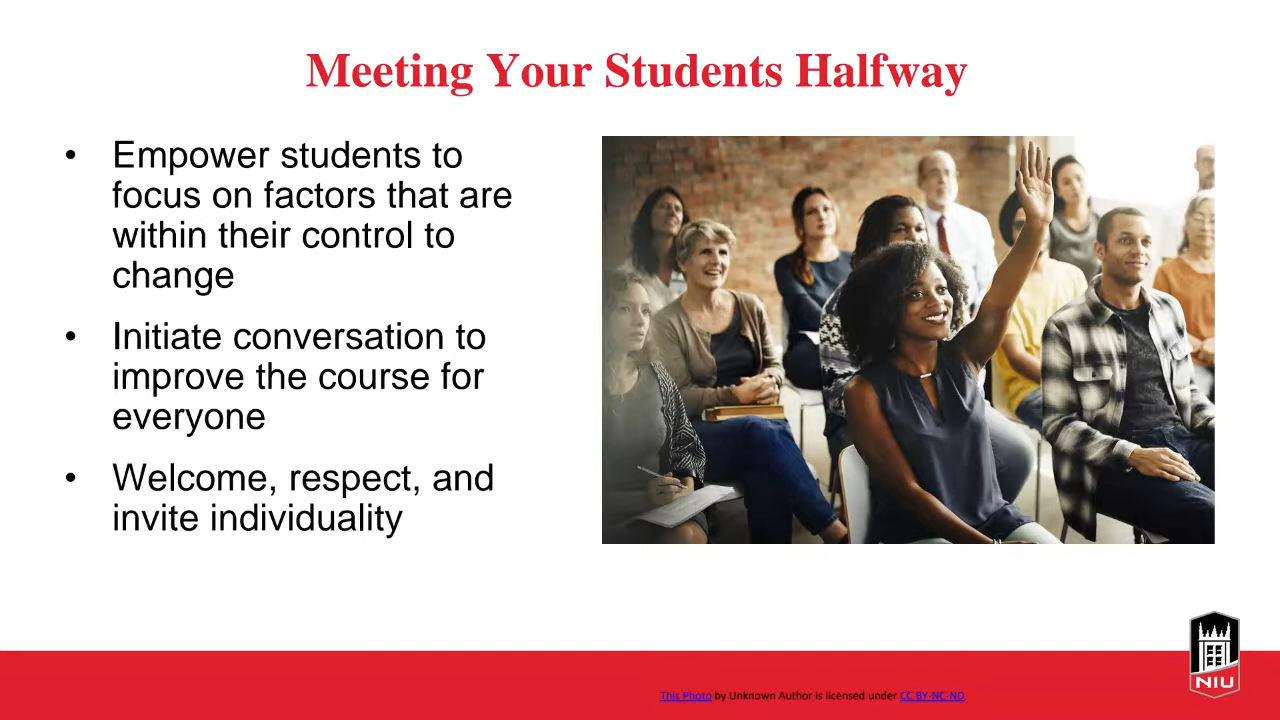 Meeting Your Students Halfway
• Empower students to
focus on factors that are
within their control to
change
• Initiate conversation to
improve the course for
everyone
• Welcome, respect, and
invite individuality
NIU
This Photo by Unknown Author is licensed under CC BY-NC-ND